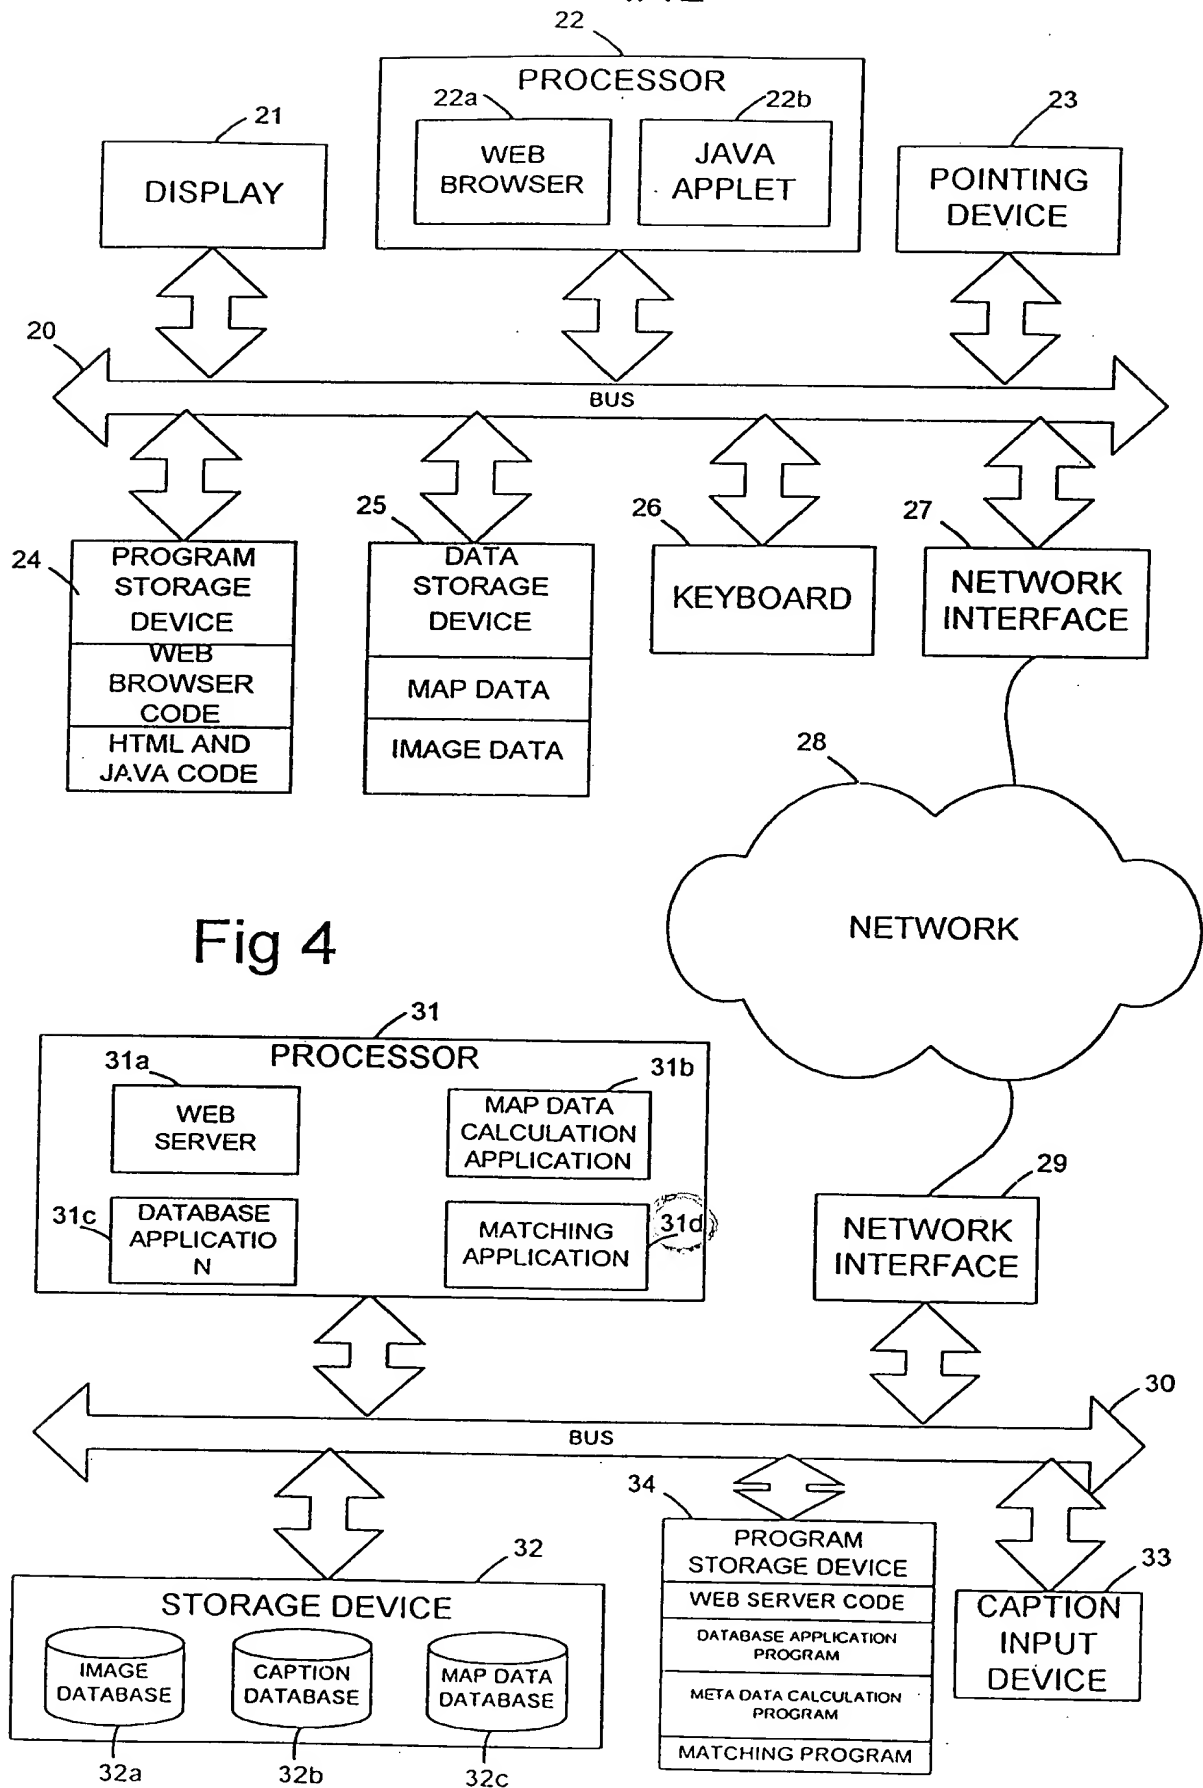 22
PROCESSOR
22a
22b
21
23
DISPLAY
WEB
BROWSER
JAVA
APPLET
POINTING
DEVICE
20
BUS
24
PROGRAM
STORAGE
DEVICE
WEB
BROWSER
CODE
HTML AND
JAVA CODE
25
DATA
STORAGE
DEVICE
MAP DATA
IMAGE DATA
26
KEYBOARD
27
NETWORK
INTERFACE
28
NETWORK
Fig 4
31
PROCESSOR
31a
WEB
SERVER
31b
MAP DATA
CALCULATION
APPLICATION
31c
DATABASE
APPLICATIO
N
MATCHING
APPLICATION
31d
29
NETWORK
INTERFACE
30
BUS
32
STORAGE DEVICE
IMAGE
DATABASE
CAPTION
DATABASE
MAP DATA
DATABASE
32a
32b
32c
34
PROGRAM
STORAGE DEVICE
WEB SERVER CODE
DATABASE APPLICATION
PROGRAM
META DATA CALCULATION
PROGRAM
MATCHING PROGRAM
33
CAPTION
INPUT
DEVICE